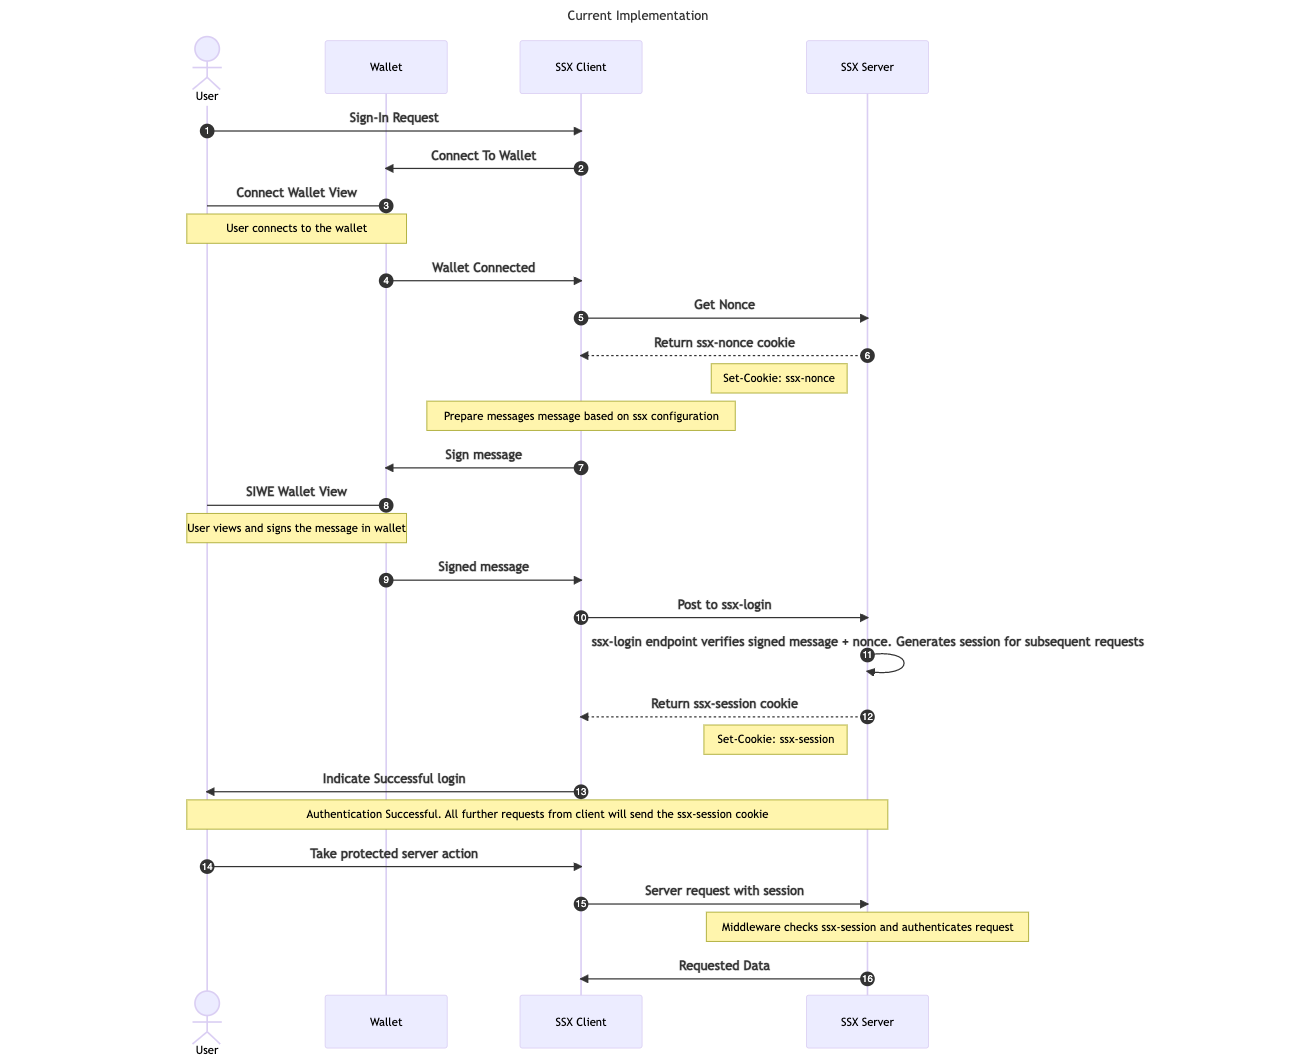 Current Implementation
User
Wallet
SSX Client
SSX Server
Sign-In Request
1
Connect To Wallet
2
Connect Wallet View
3
User connects to the wallet
Wallet Connected
4
Get Nonce
5
Return ssx-nonce cookie
6
Set-Cookie: ssx-nonce
Prepare messages message based on ssx configuration
Sign message
7
SIWE Wallet View
8
User views and signs the message in wallet
Signed message
9
Post to ssx-login
10
ssx-login endpoint verifies signed message + nonce. Generates session for subsequent requests
11
Return ssx-session cookie
12
Set-Cookie: ssx-session
Indicate Successful login
13
Authentication Successful. All further requests from client will send the ssx-session cookie
Take protected server action
14
Server request with session
15
Middleware checks ssx-session and authenticates request
Requested Data
16
User
Wallet
SSX Client
SSX Server